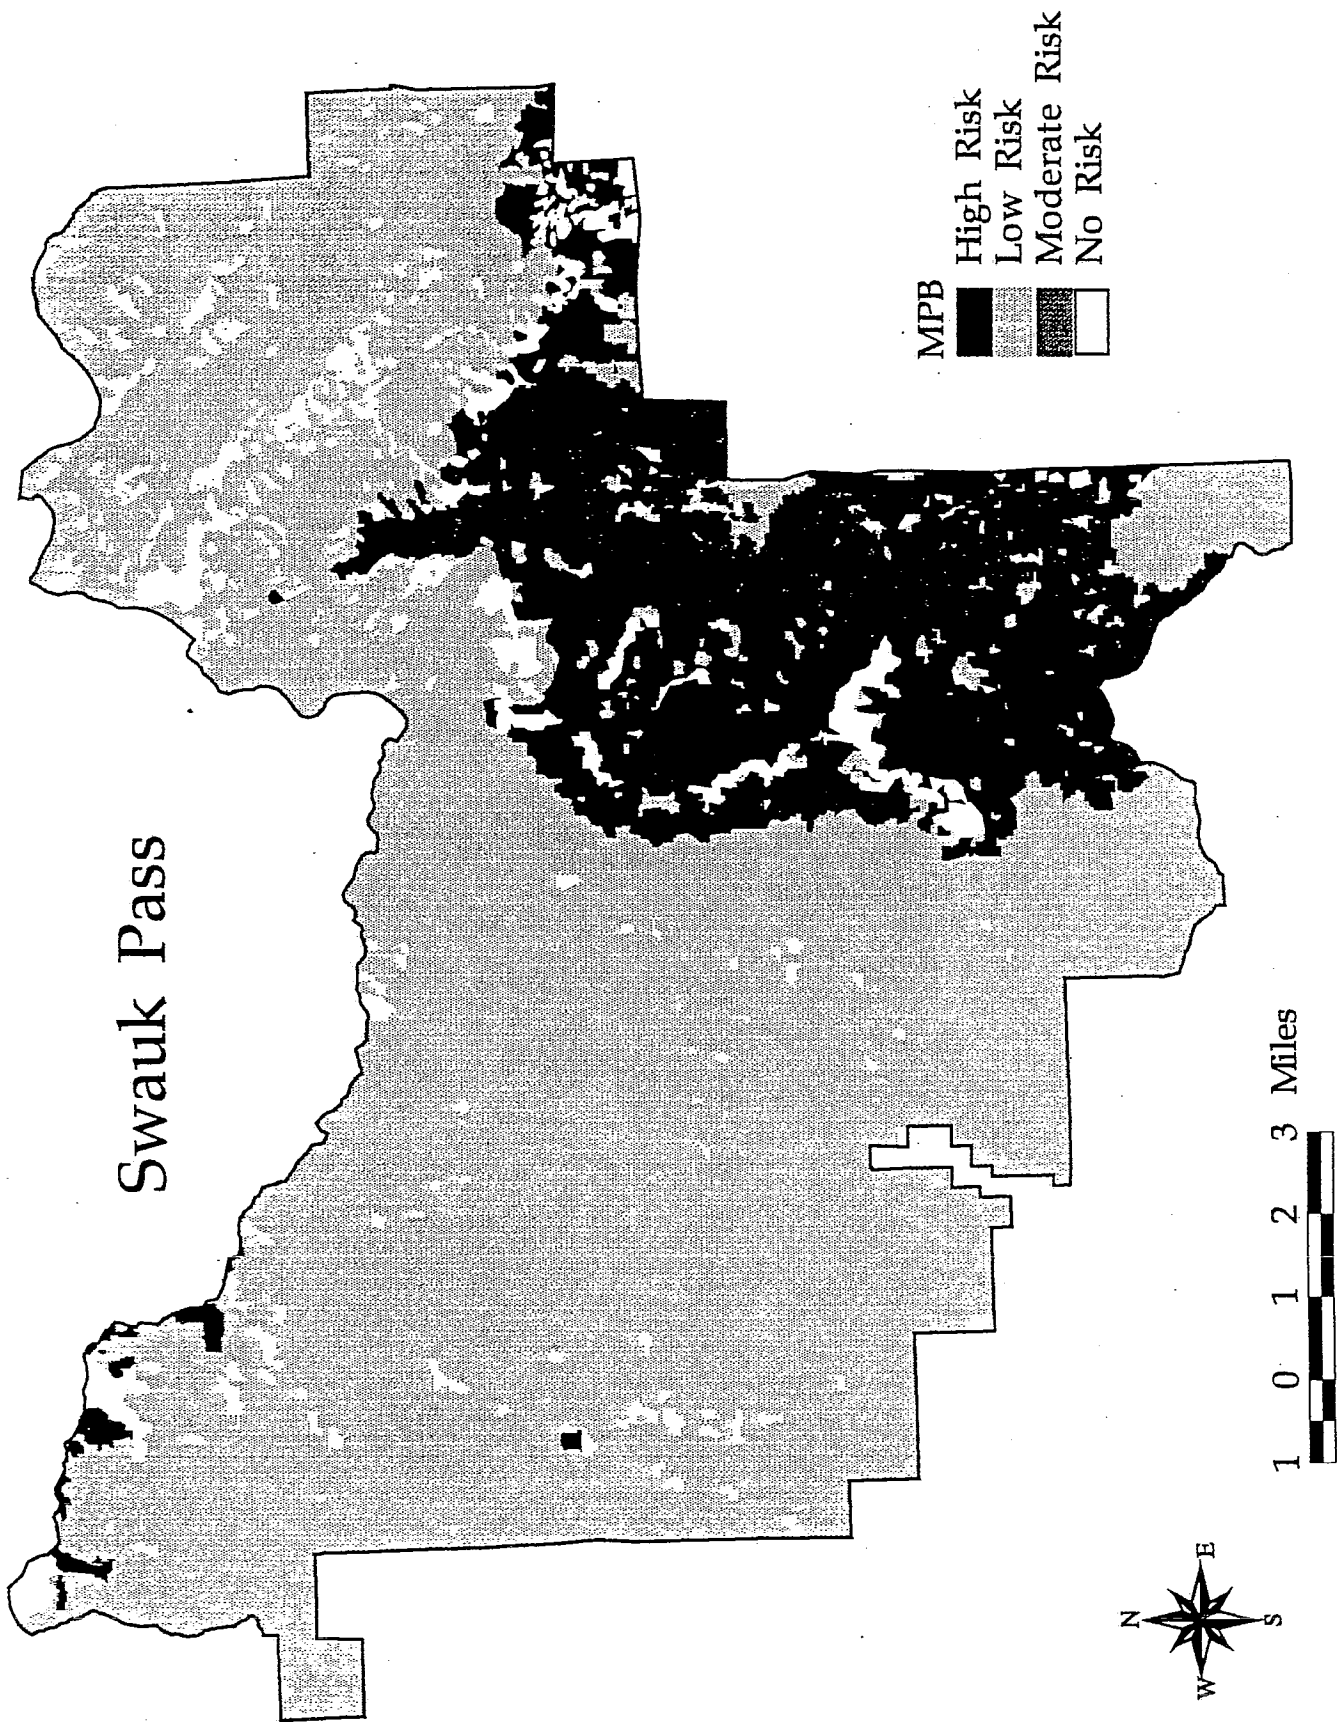 Swauk Pass
MPB
High Risk
Low Risk
Moderate Risk
No Risk
1 0 1 2 3 Miles
N
W E
S